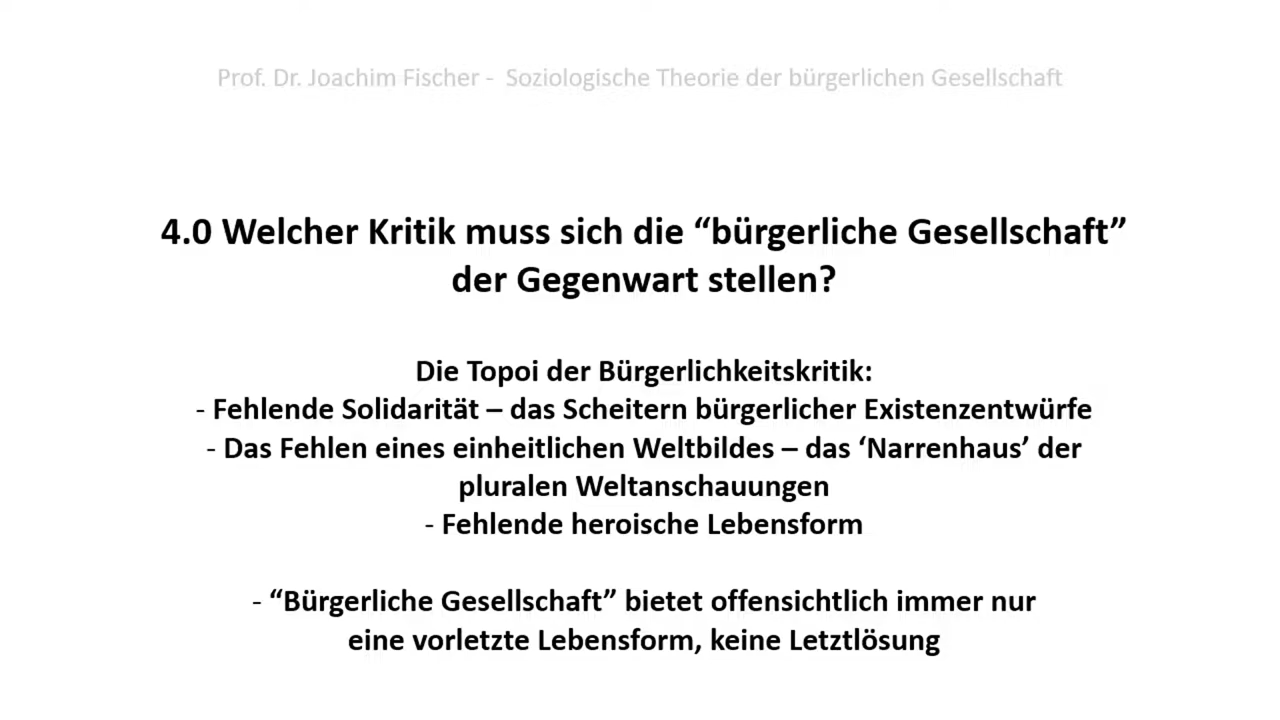 Prof. Dr. Joachim Fischer - Soziologische Theorie der bürgerlichen Gesellschaft
4.0 Welcher Kritik muss sich die “bürgerliche Gesellschaft”
der Gegenwart stellen?
Die Topoi der Bürgerlichkeitskritik:
- Fehlende Solidarität – das Scheitern bürgerlicher Existenzentwürfe
- Das Fehlen eines einheitlichen Weltbildes – das ‘Narrenhaus’ der
pluralen Weltanschauungen
- Fehlende heroische Lebensform
- “Bürgerliche Gesellschaft” bietet offensichtlich immer nur
eine vorletzte Lebensform, keine Letztlösung